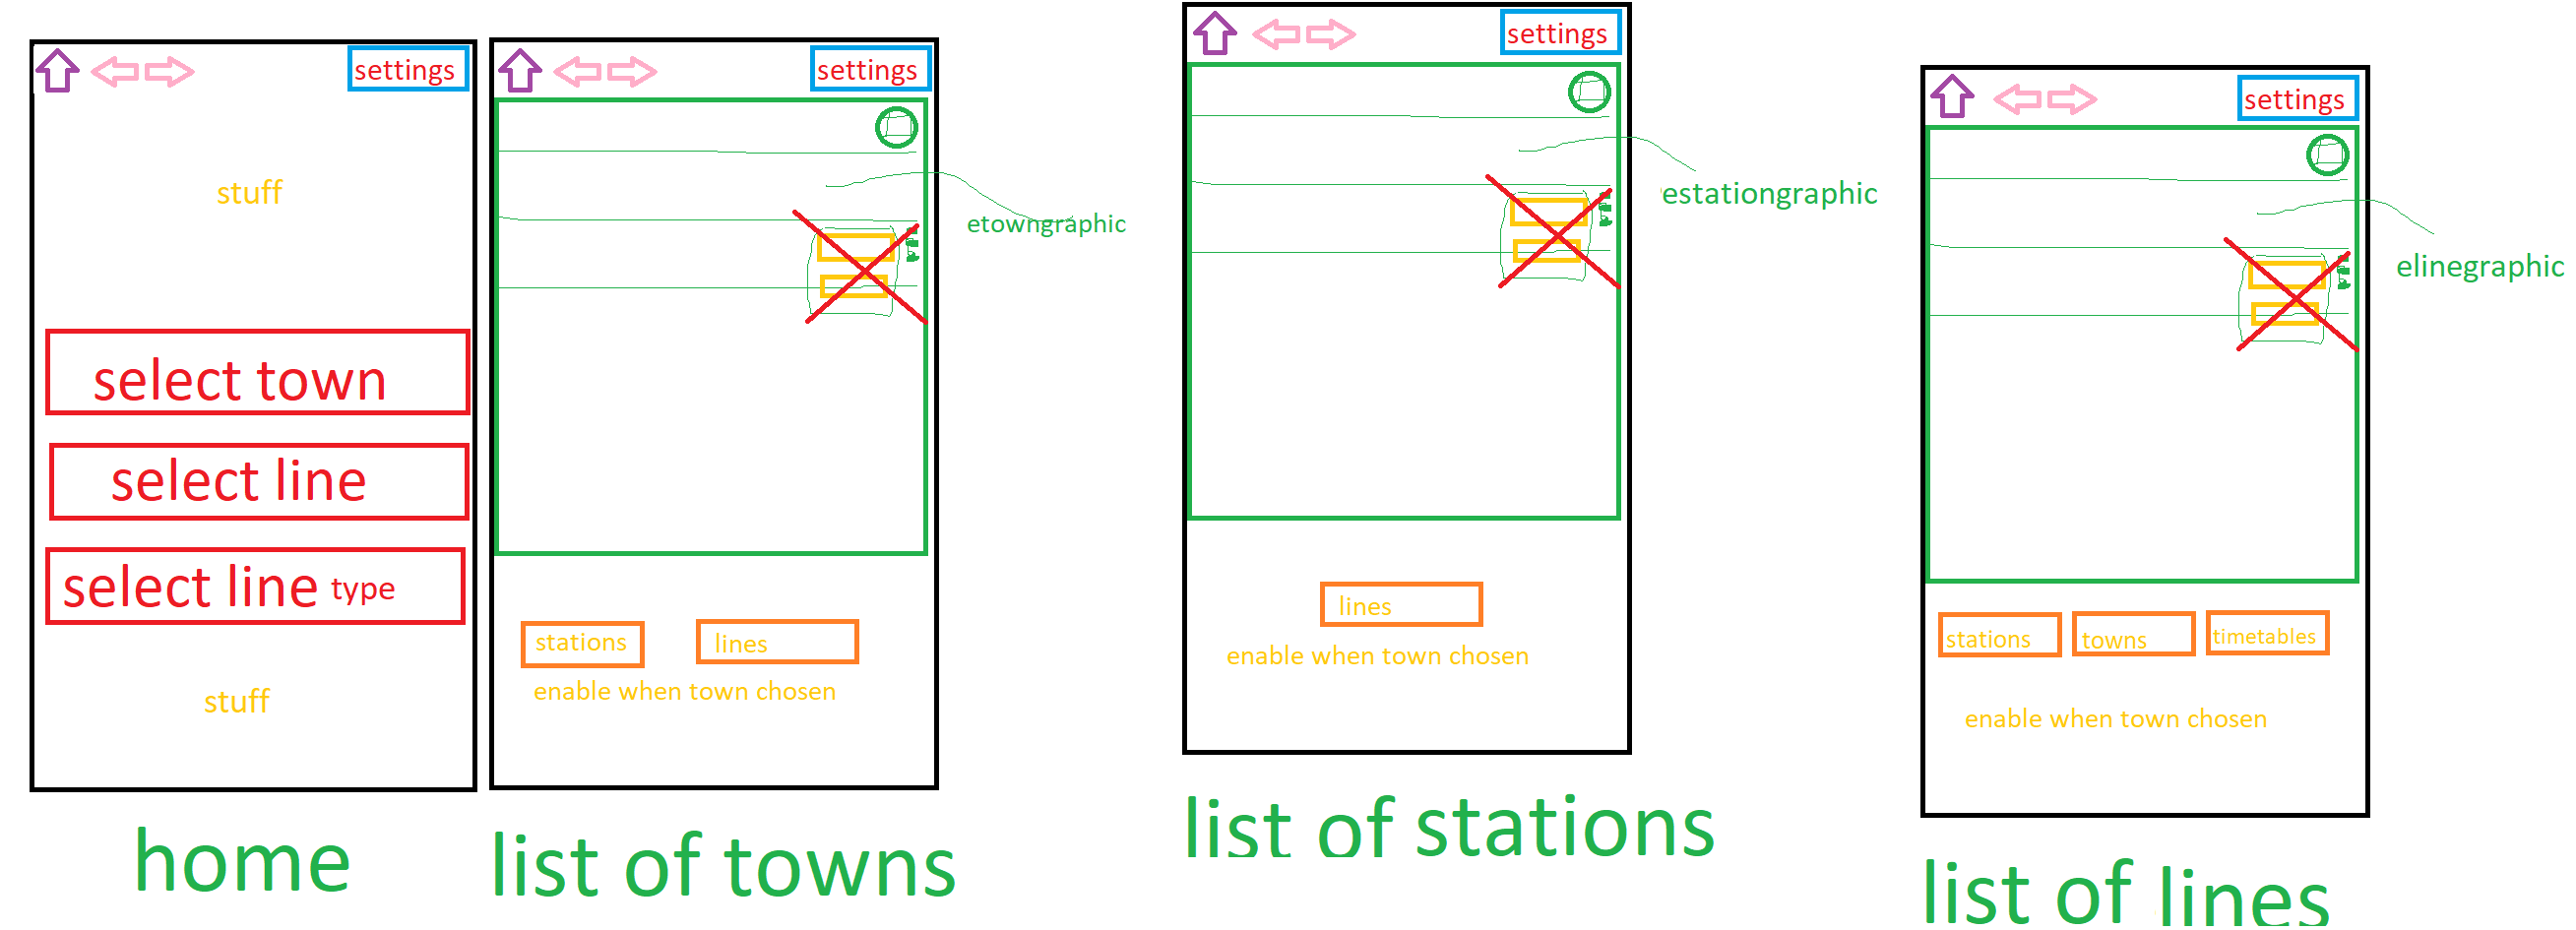 settings
stuff
select town
select line
select line type
stuff
home
settings
etowngraphic
stations
lines
enable when town chosen
list of towns
settings
estationgraphic
lines
enable when town chosen
list of stations
settings
elinegraphic
stations
towns
timetables
enable when town chosen
list of lines